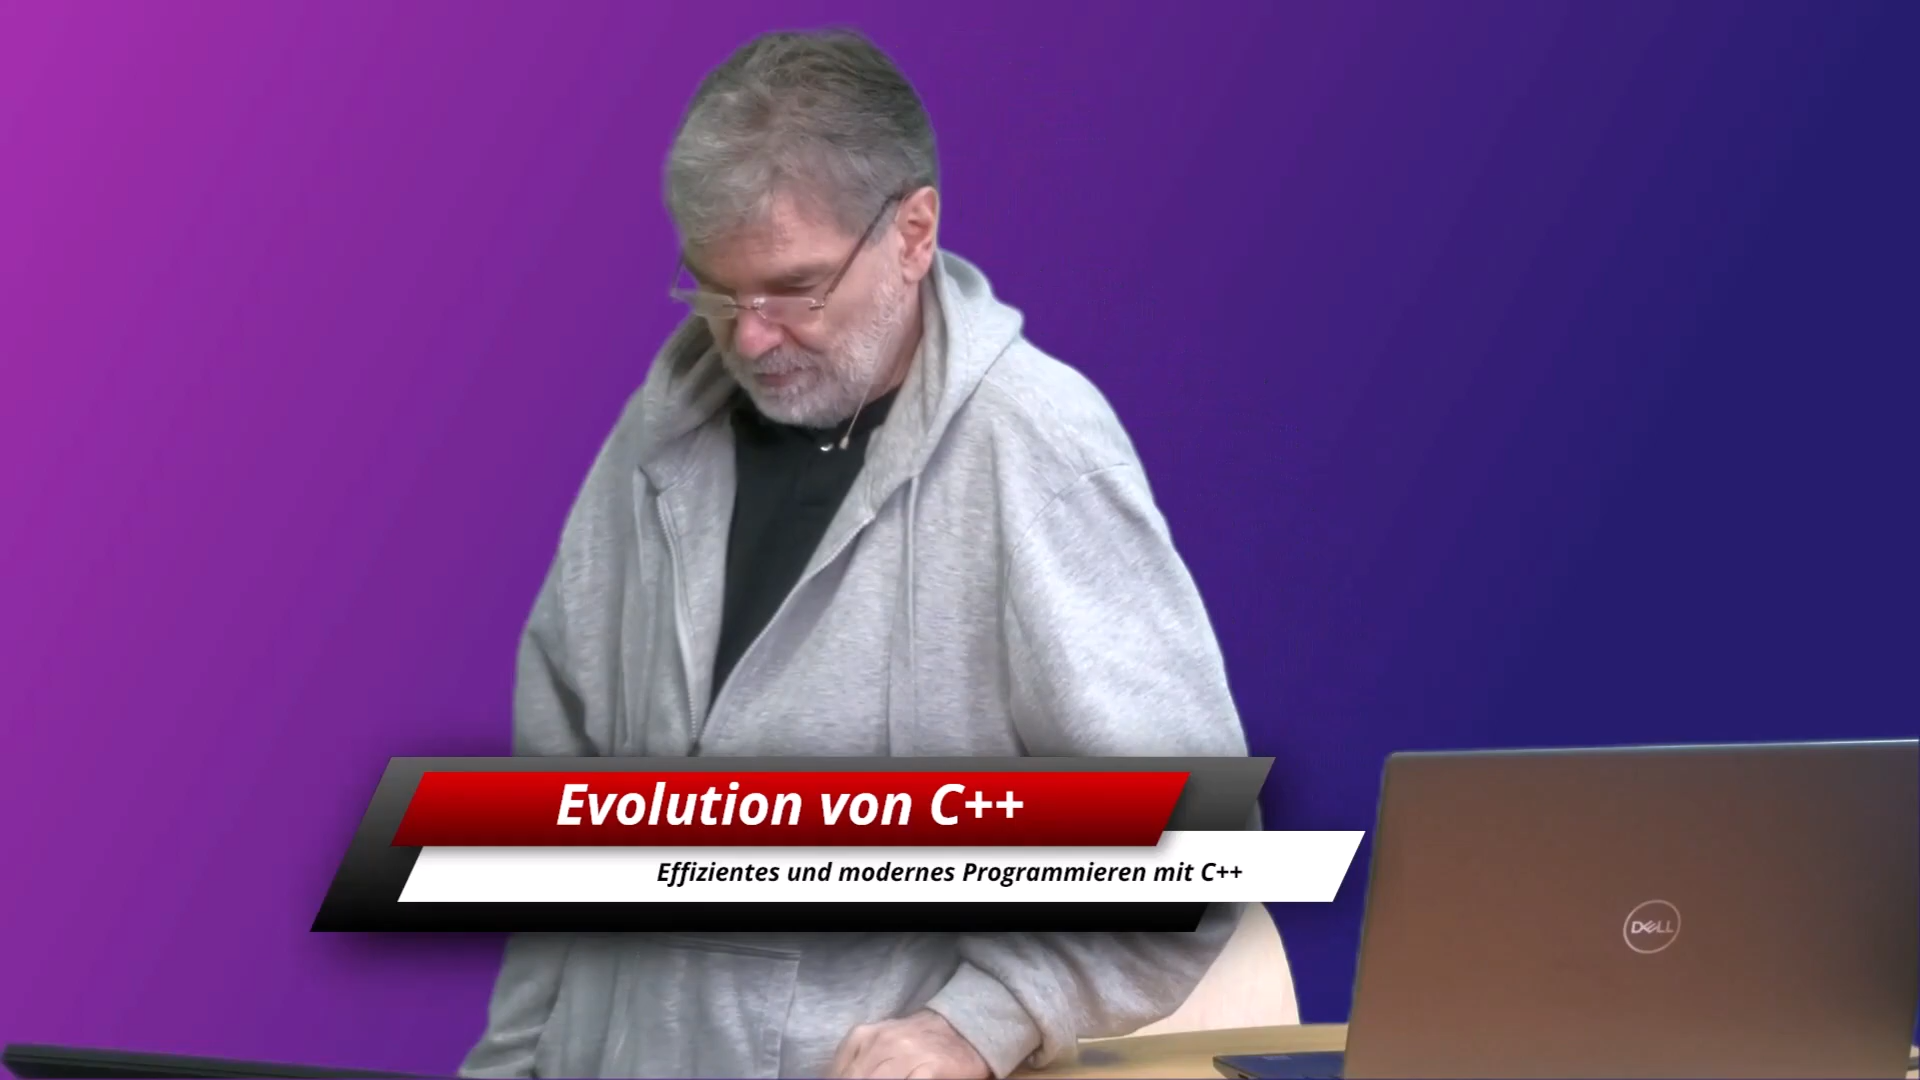 Evolution von C++
Effizientes und modernes Programmieren mit C++
DELL